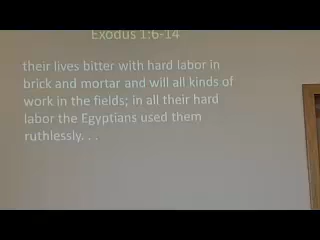 Exodus 1:6-14
their lives bitter with hard labor in
brick and mortar and will all kinds of
work in the fields; in all their hard
labor the Egyptians used them
ruthlessly. . .